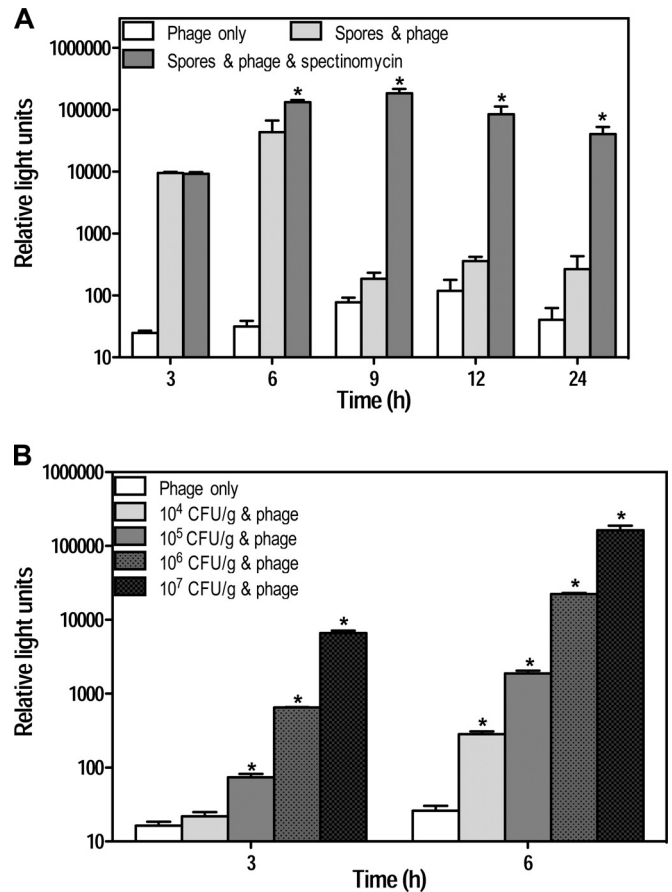 A
Phage only
Spores & phage
Spores & phage & spectinomycin
1000000
100000
10000
1000
100
10
Relative light units
* * * *
3 6 9 12 24
Time (h)
B
Phage only
10⁴ CFU/g & phage
10⁵ CFU/g & phage
10⁶ CFU/g & phage
10⁷ CFU/g & phage
1000000
100000
10000
1000
100
10
Relative light units
* * * * * * *
3 6
Time (h)